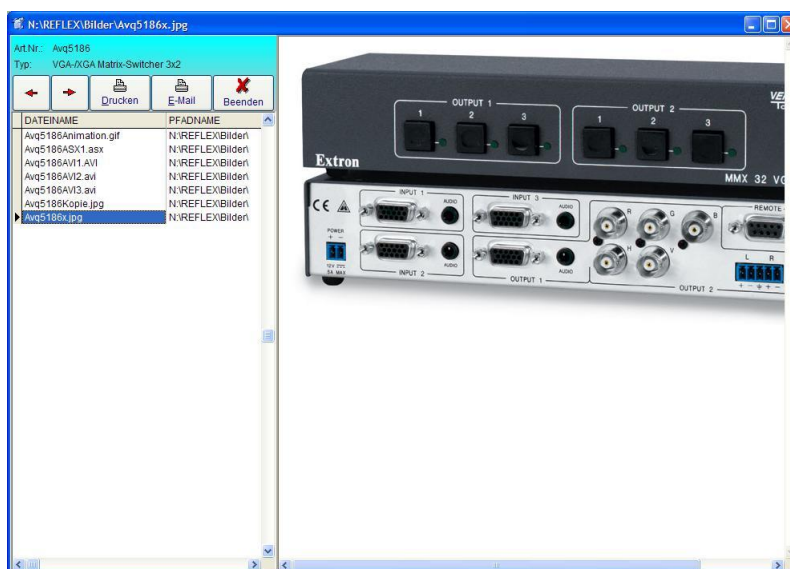 N:\REFLEX\Bilder\Avq5186x.jpg
Art.Nr.: Avq5186
Typ: VGA-/XGA Matrix-Switcher 3x2
Drucken
E-Mail
Beenden
DATEINAME PFADNAME
Avq5186Animation.gif N:\REFLEX\Bilder\
Avq5186ASX1.asx N:\REFLEX\Bilder\
Avq5186AVI1.AVI N:\REFLEX\Bilder\
Avq5186AVI2.avi N:\REFLEX\Bilder\
Avq5186AVI3.avi N:\REFLEX\Bilder\
Avq5186Kopie.jpg N:\REFLEX\Bilder\
Avq5186x.jpg N:\REFLEX\Bilder\
OUTPUT 1
1 2 3
OUTPUT 2
1 2 3
Extron
MMX 32 VG
CE
INPUT 1
AUDIO
INPUT 3
AUDIO
R G B
REMOTE
POWER
+ -
H V
L R
INPUT 2
AUDIO
OUTPUT 1
AUDIO
OUTPUT 2